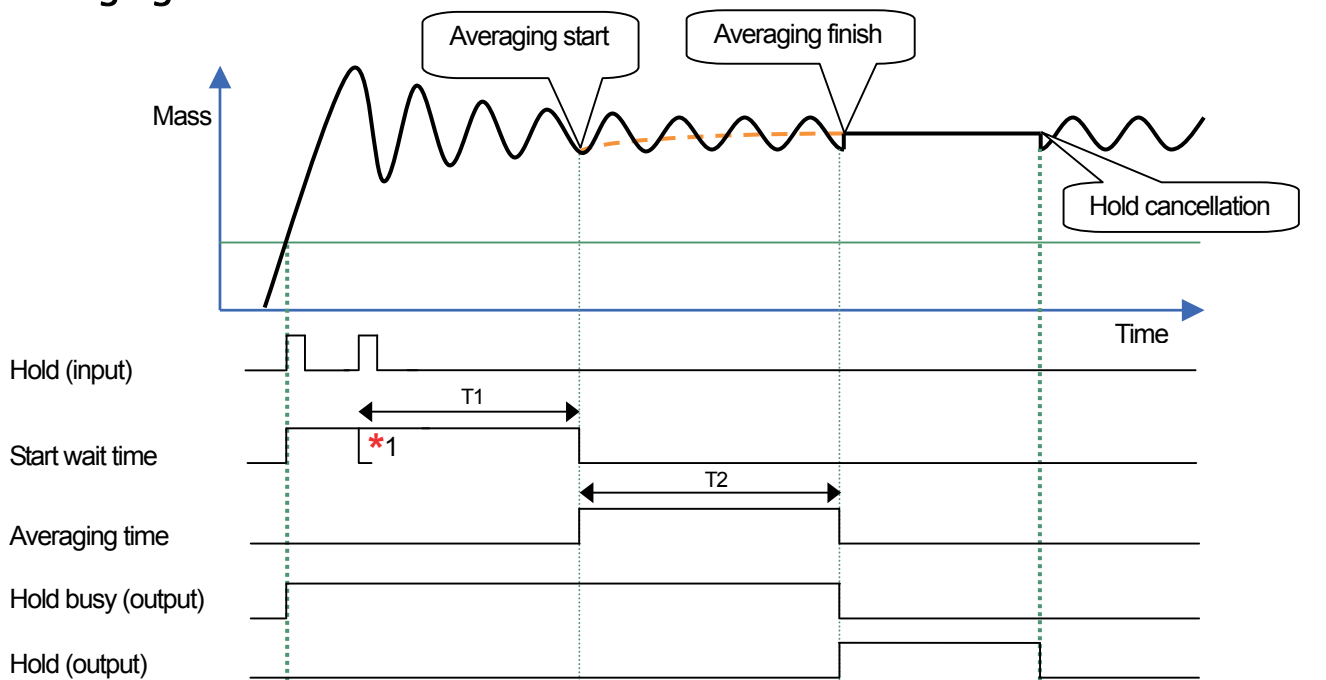 Averaging start
Averaging finish
Mass
Hold cancellation
Time
Hold (input)
T1
Start wait time
*1
T2
Averaging time
Hold busy (output)
Hold (output)